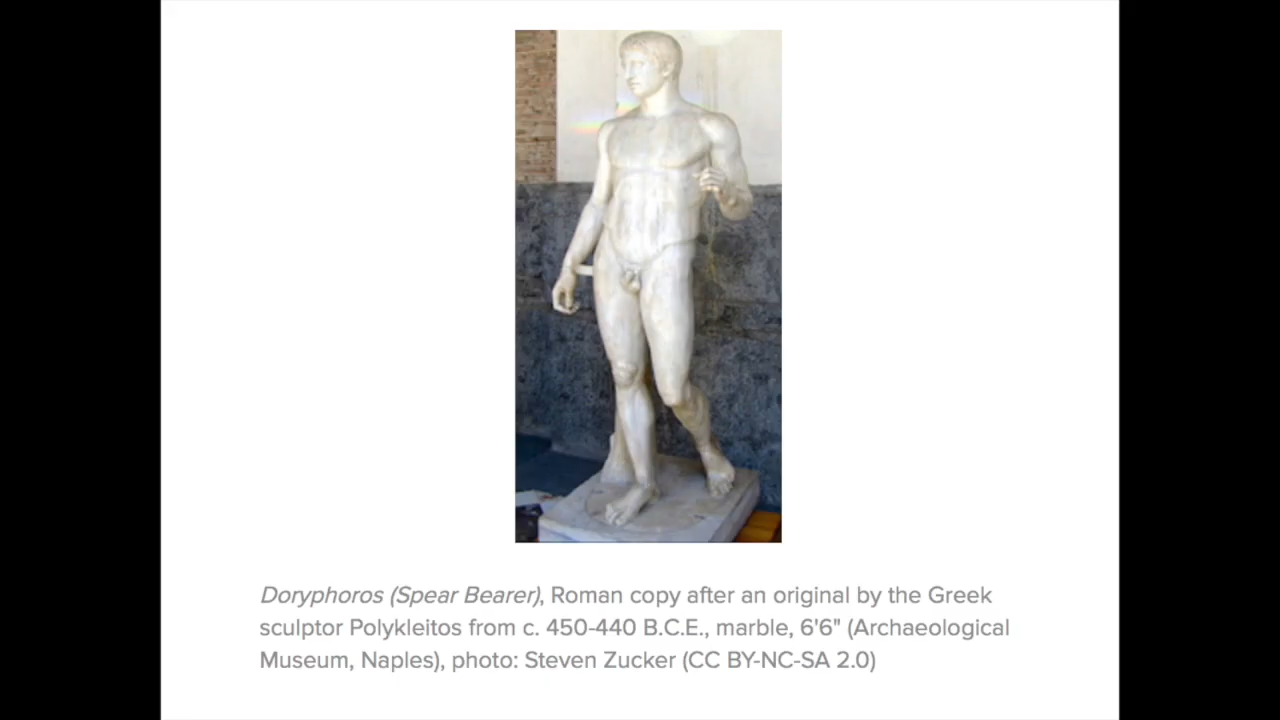 Doryphoros (Spear Bearer), Roman copy after an original by the Greek
sculptor Polykleitos from c. 450-440 B.C.E., marble, 6'6" (Archaeological
Museum, Naples), photo: Steven Zucker (CC BY-NC-SA 2.0)